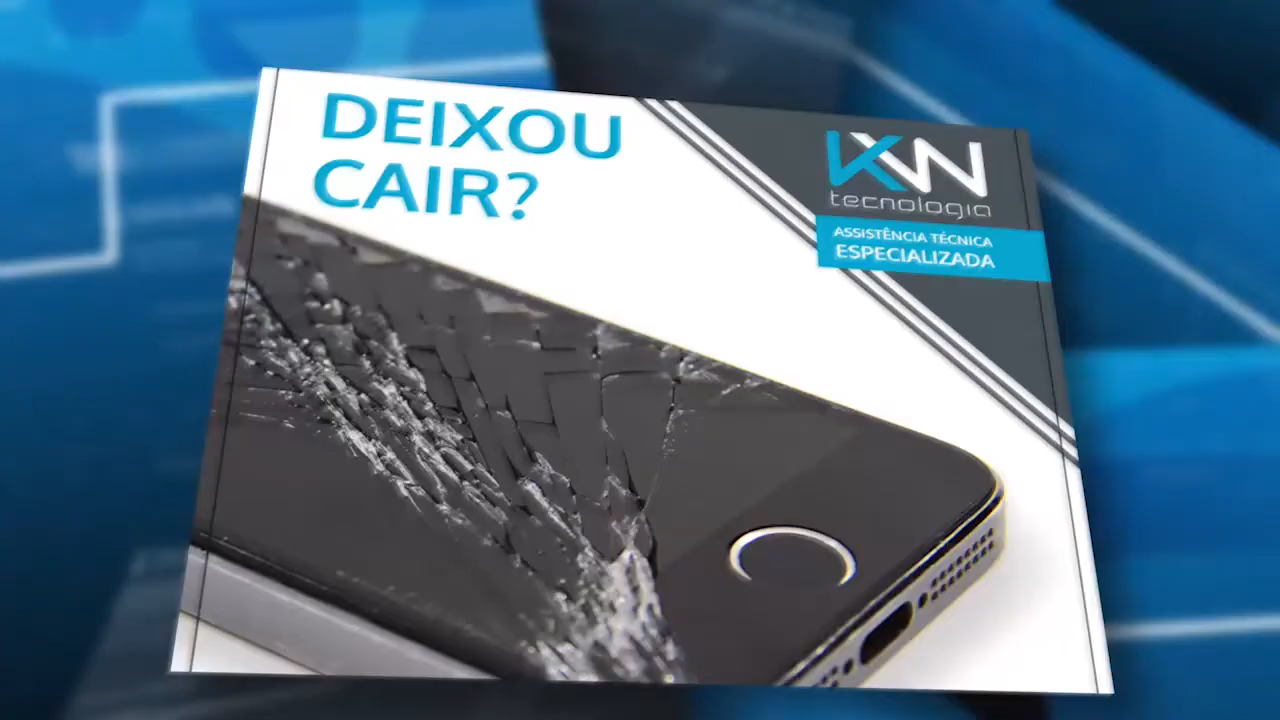 DEIXOU
CAIR?
KW
tecnologia
ASSISTÊNCIA TÉCNICA
ESPECIALIZADA